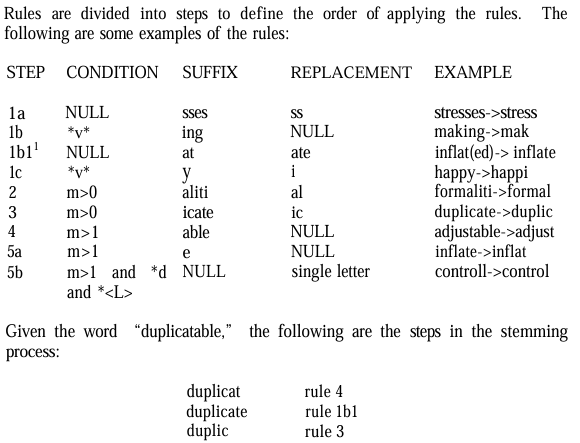 Rules are divided into steps to define the order of applying the rules. The
following are some examples of the rules:
STEP CONDITION SUFFIX REPLACEMENT EXAMPLE
1a NULL sses ss stresses->stress
1b *v* ing NULL making->mak
1b1¹ NULL at ate inflat(ed)-> inflate
1c *v* y i happy->happi
2 m>0 aliti al formaliti->formal
3 m>0 icate ic duplicate->duplic
4 m>1 able NULL adjustable->adjust
5a m>1 e NULL inflate->inflat
5b m>1 and *d NULL single letter controll->control
and *<L>
Given the word “duplicatable,” the following are the steps in the stemming
process:
duplicat rule 4
duplicate rule 1b1
duplic rule 3